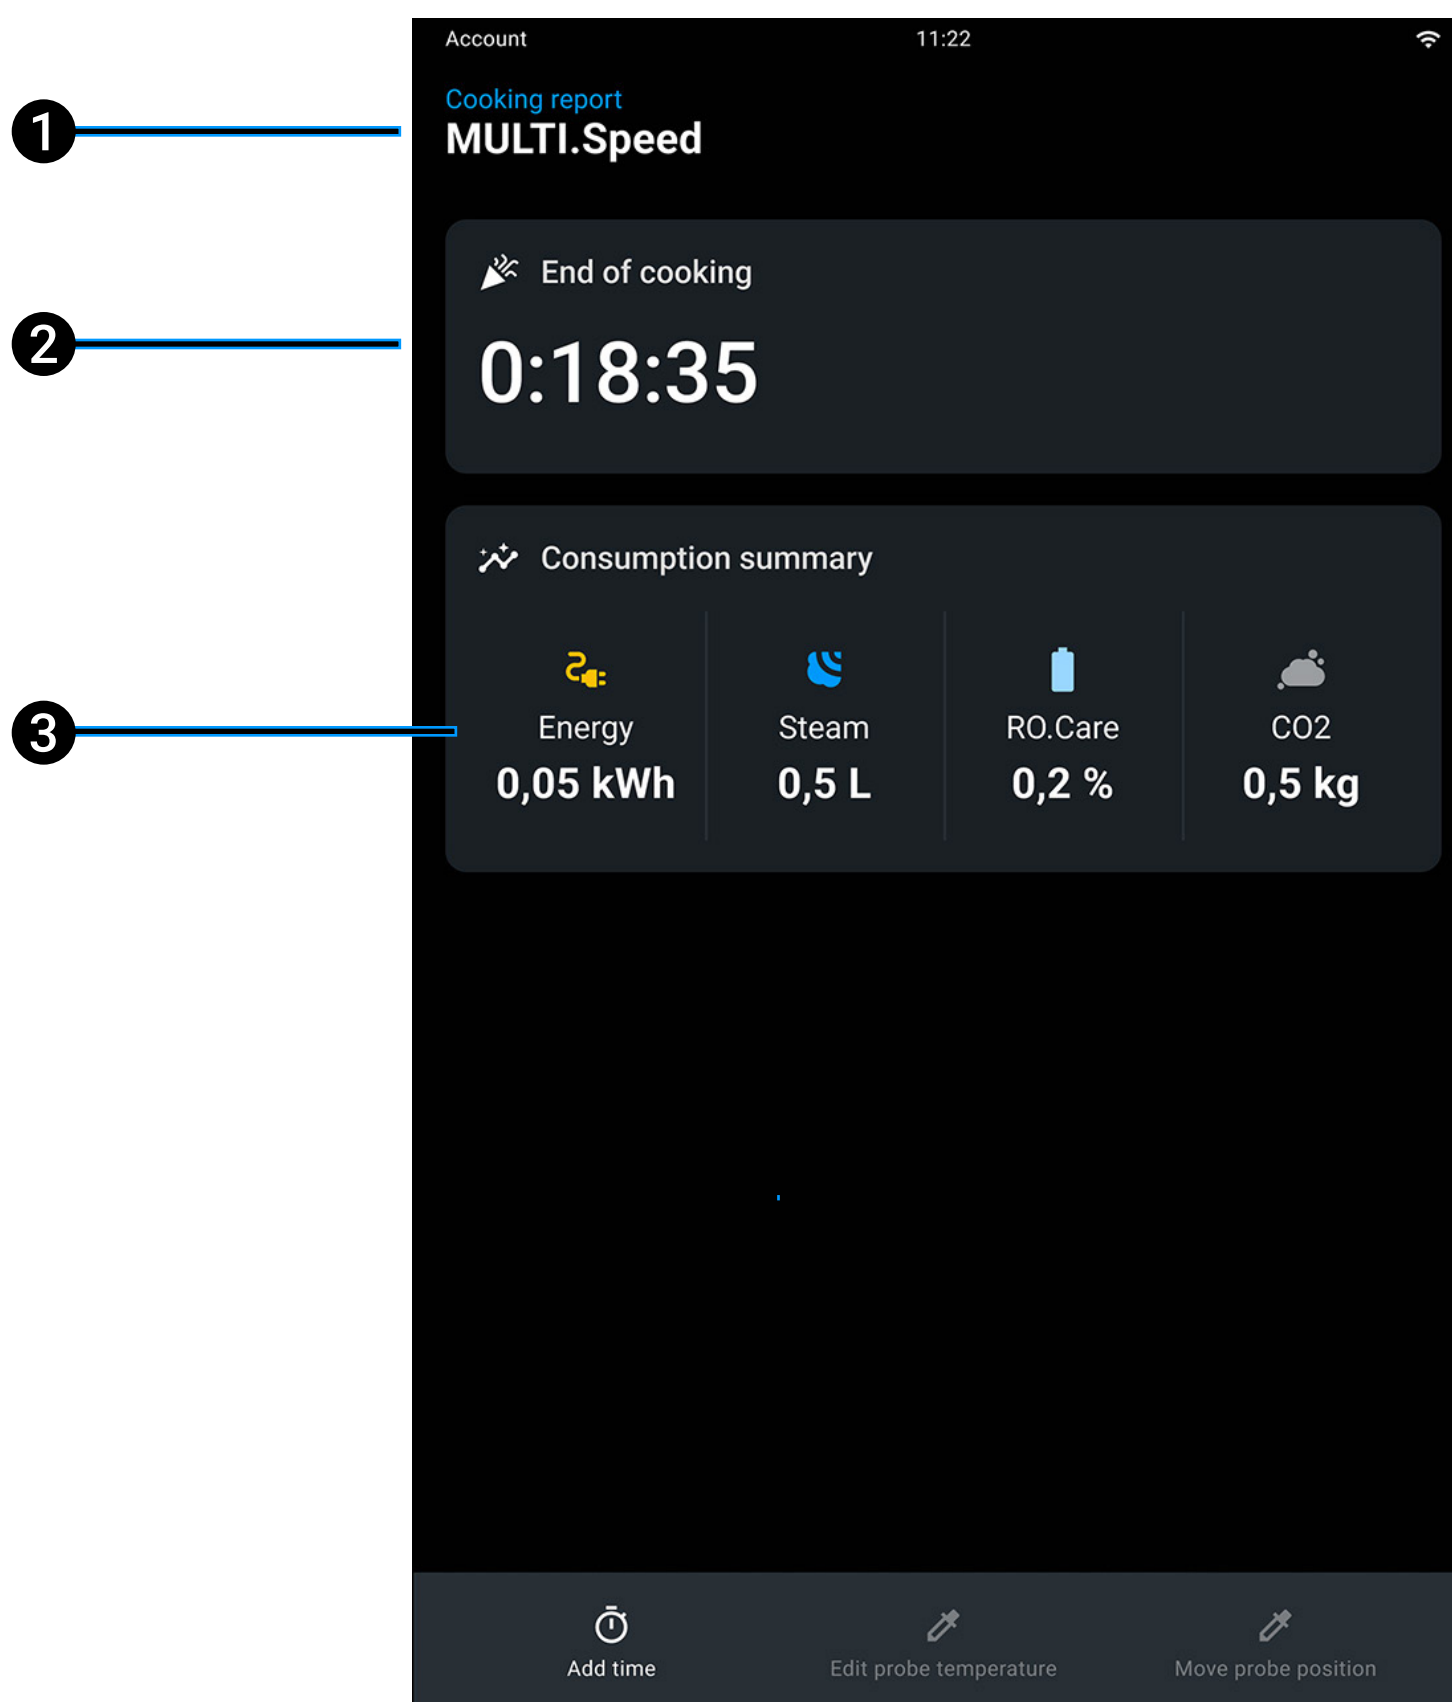 Account 11:22
1
Cooking report
MULTI.Speed
2
End of cooking
0:18:35
3
Consumption summary
Energy Steam RO.Care CO2
0,05 kWh 0,5 L 0,2 % 0,5 kg
Add time Edit probe temperature Move probe position